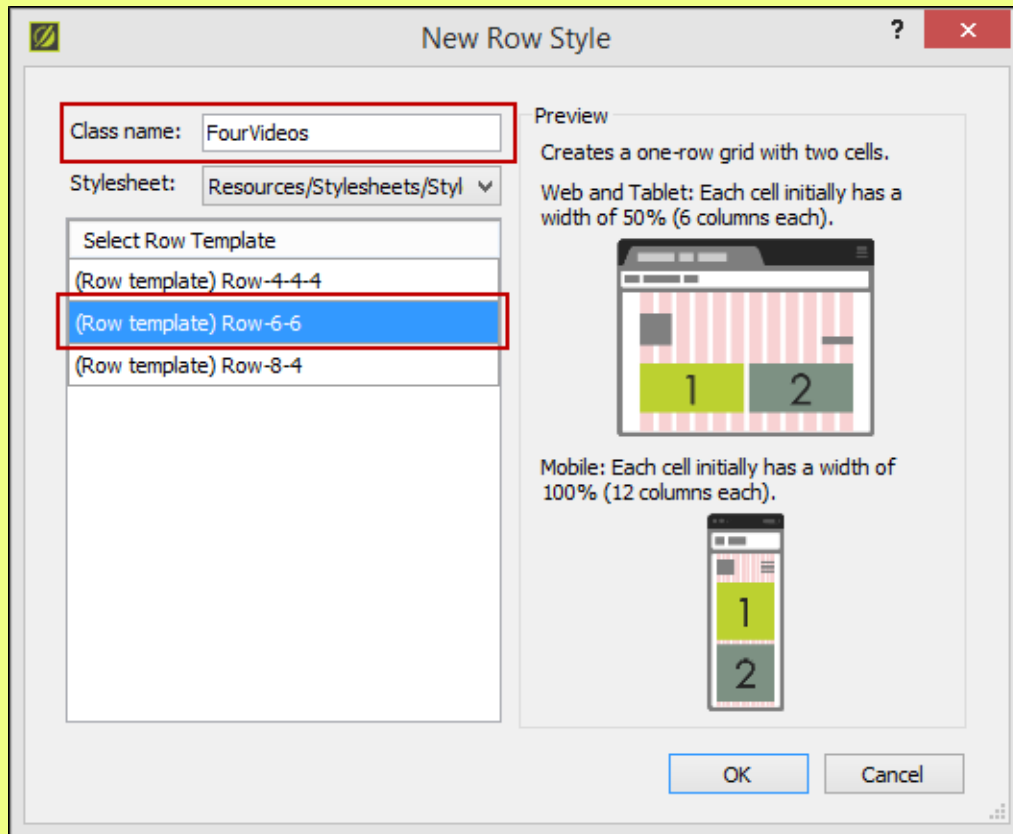 New Row Style
?
Class name: FourVideos
Stylesheet: Resources/Stylesheets/Styl
Select Row Template
(Row template) Row-4-4-4
(Row template) Row-6-6
(Row template) Row-8-4
Preview
Creates a one-row grid with two cells.
Web and Tablet: Each cell initially has a
width of 50% (6 columns each).
1 2
Mobile: Each cell initially has a width of
100% (12 columns each).
1
2
OK Cancel